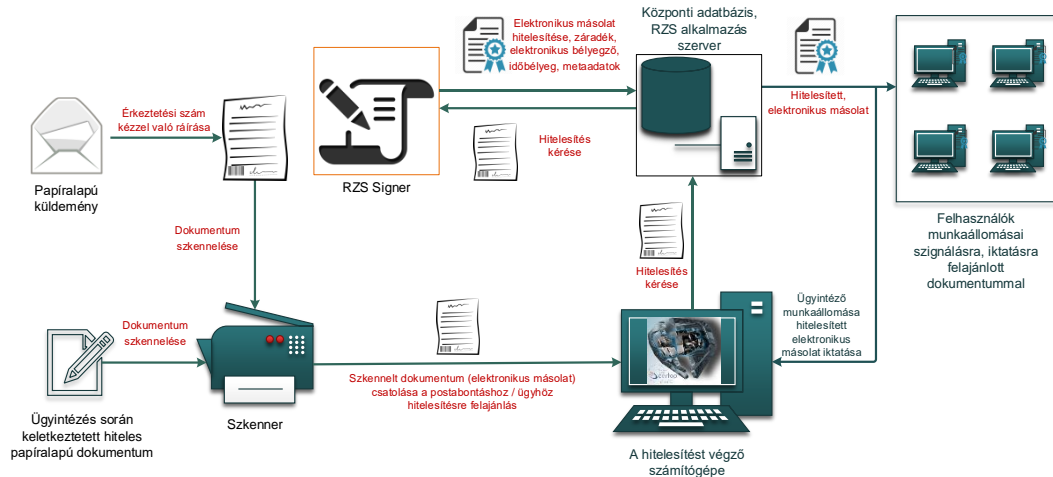 Elektronikus másolat
hitelesítése, záradék,
elektronikus bélyegző,
időbélyeg, metaadatok
Központi adatbázis,
RZS alkalmazás
szerver
Érkeztetési szám
kézzel való ráírása
Hitelesítés
kérése
Hitelesített,
elektronikus másolat
Papíralapú
küldemény
RZS Signer
Felhasználók
munkaállomásai
szignálásra, iktatásra
felajánlott
dokumentummal
Dokumentum
szkennelése
Hitelesítés
kérése
Dokumentum
szkennelése
Ügyintéző
munkaállomása
hitelesített
elektronikus
másolat iktatása
Szkennelt dokumentum (elektronikus másolat)
csatolása a postabontáshoz / ügyhöz
hitelesítésre felajánlás
Ügyintézés során
keletkeztetett hiteles
papíralapú dokumentum
Szkenner
A hitelesítést végző
számítógépe